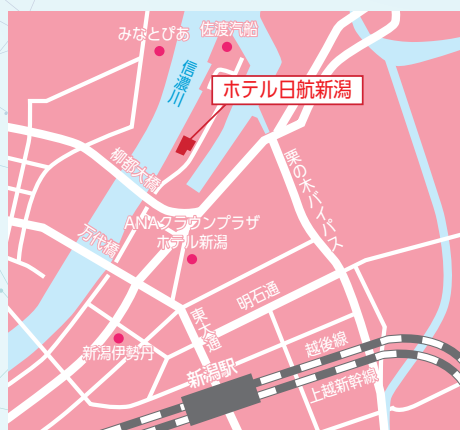 みなとぴあ
佐渡汽船
信濃川
ホテル日航新潟
柳都大橋
栗の木バイパス
万代橋
ANAクラウンプラザ
ホテル新潟
明石通
東大通
新潟伊勢丹
越後線
新潟駅
上越新幹線